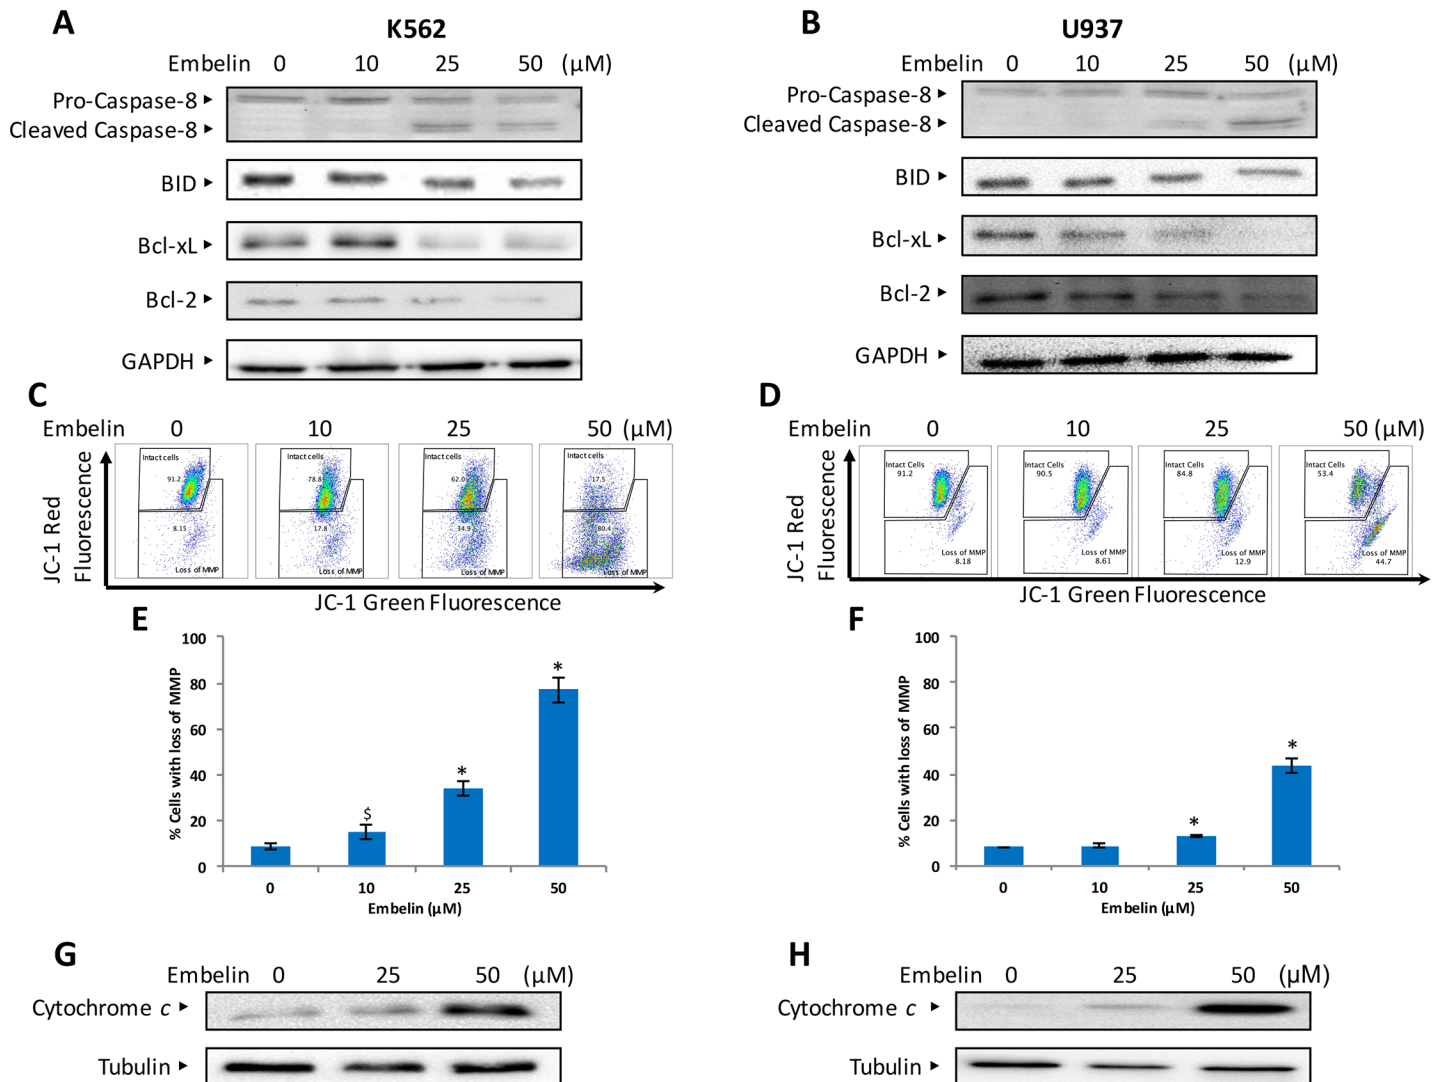 A
K562
Embelin 0 10 25 50 (μM)
Pro-Caspase-8
Cleaved Caspase-8
BID
Bcl-xL
Bcl-2
GAPDH
B
U937
Embelin 0 10 25 50 (μM)
Pro-Caspase-8
Cleaved Caspase-8
BID
Bcl-xL
Bcl-2
GAPDH
C
Embelin 0 10 25 50 (μM)
JC-1 Red
Fluorescence
Intact cells
91.2
8.15
Loss of MMP
Intact cells
78.8
17.8
Loss of MMP
Intact cells
62.0
34.9
Loss of MMP
Intact cells
17.5
80.4
Loss of MMP
JC-1 Green Fluorescence
D
Embelin 0 10 25 50 (μM)
JC-1 Red
Fluorescence
Intact Cells
91.2
Loss of MMP
8.18
Intact Cells
90.5
Loss of MMP
8.61
Intact Cells
84.8
Loss of MMP
12.9
Intact Cells
53.4
Loss of MMP
44.7
JC-1 Green Fluorescence
E
% Cells with loss of MMP
100
80
60
40
20
0
$
*
*
0 10 25 50
Embelin (μM)
F
% Cells with loss of MMP
100
80
60
40
20
0
*
*
0 10 25 50
Embelin (μM)
G
Embelin 0 25 50 (μM)
Cytochrome c
Tubulin
H
Embelin 0 25 50 (μM)
Cytochrome c
Tubulin